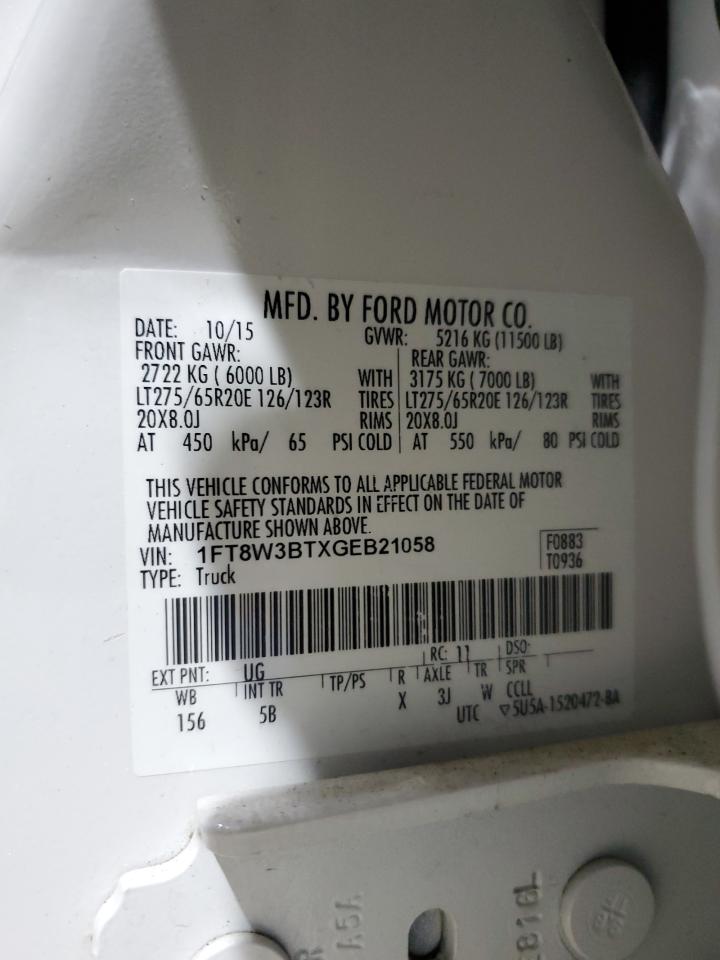 MFD. BY FORD MOTOR CO.
DATE: 10/15 GVWR: 5216 KG (11500 LB)
FRONT GAWR: REAR GAWR:
2722 KG ( 6000 LB) WITH 3175 KG ( 7000 LB) WITH
LT275/65R20E 126/123R TIRES LT275/65R20E 126/123R TIRES
20X8.0J RIMS 20X8.0J RIMS
AT 450 kPa/ 65 PSI COLD AT 550 kPa/ 80 PSI COLD
THIS VEHICLE CONFORMS TO ALL APPLICABLE FEDERAL MOTOR
VEHICLE SAFETY STANDARDS IN EFFECT ON THE DATE OF
MANUFACTURE SHOWN ABOVE.
VIN: 1FT8W3BTXGEB21058 F0883
TYPE: Truck T0936
EXT PNT: UG RC: 11 DSO:
WB INT TR TP/PS R AXLE TR SPR
156 5B X 3J W CCLL
UTC ▽5U5A-1520472-BA
A5A